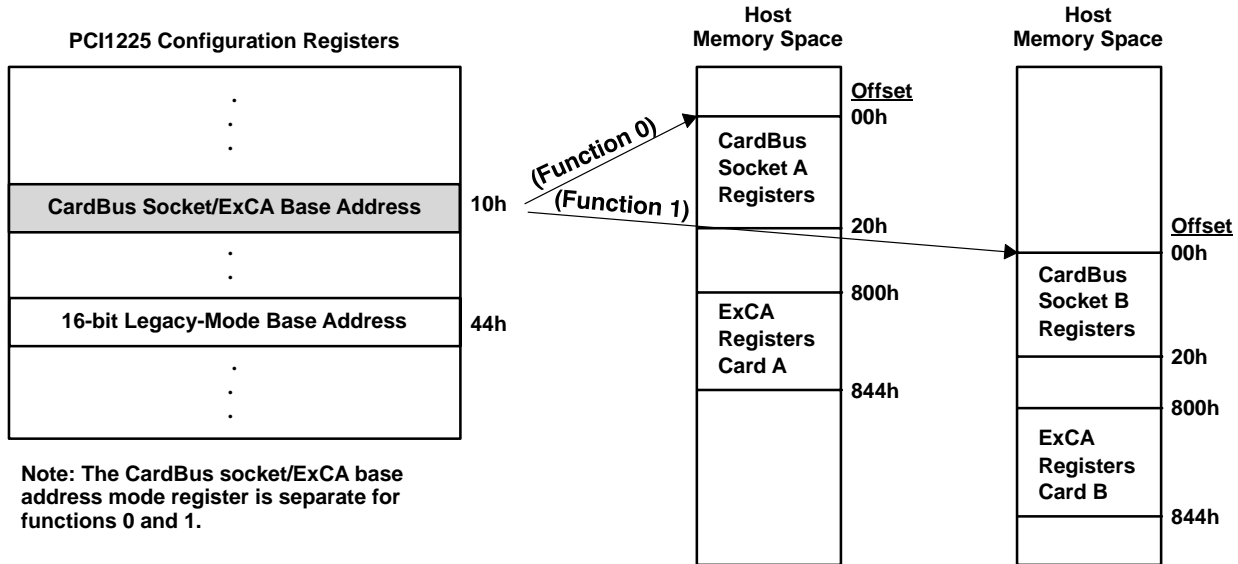 PCI1225 Configuration Registers
CardBus Socket/ExCA Base Address
10h
16-bit Legacy-Mode Base Address
44h
Note: The CardBus socket/ExCA base
address mode register is separate for
functions 0 and 1.
(Function 0)
(Function 1)
Host
Memory Space
Offset
00h
CardBus
Socket A
Registers
20h
800h
ExCA
Registers
Card A
844h
Host
Memory Space
Offset
00h
CardBus
Socket B
Registers
20h
800h
ExCA
Registers
Card B
844h